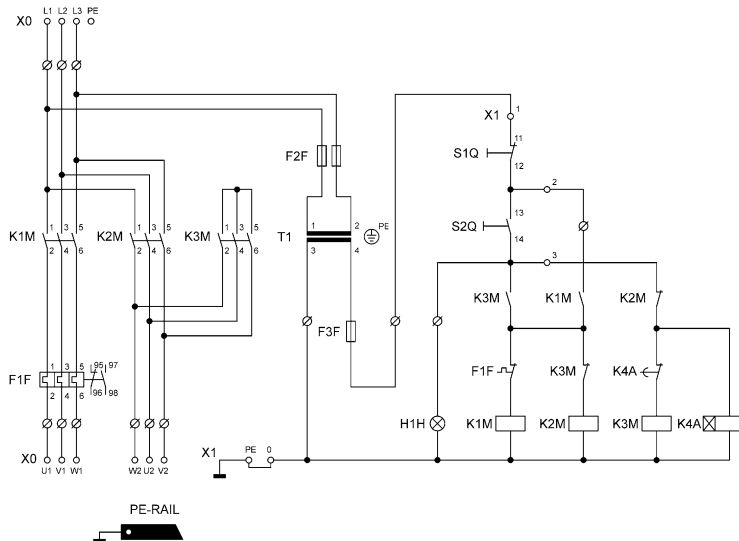 L1 L2 L3 PE
X0
1
X1
11
S1Q
12
F2F
2
1 2 PE
T1
3 4
13
S2Q
14
3
1 3 5 1 3 5 1 3 5
K1M K2M K3M
2 4 6 2 4 6 2 4 6
K3M K1M K2M
F3F
1 3 5 95 97
F1F
2 4 6 96 98
F1F K3M K4A
H1H K1M K2M K3M K4A
X0
U1 V1 W1 W2 U2 V2
X1 PE 0
PE-RAIL